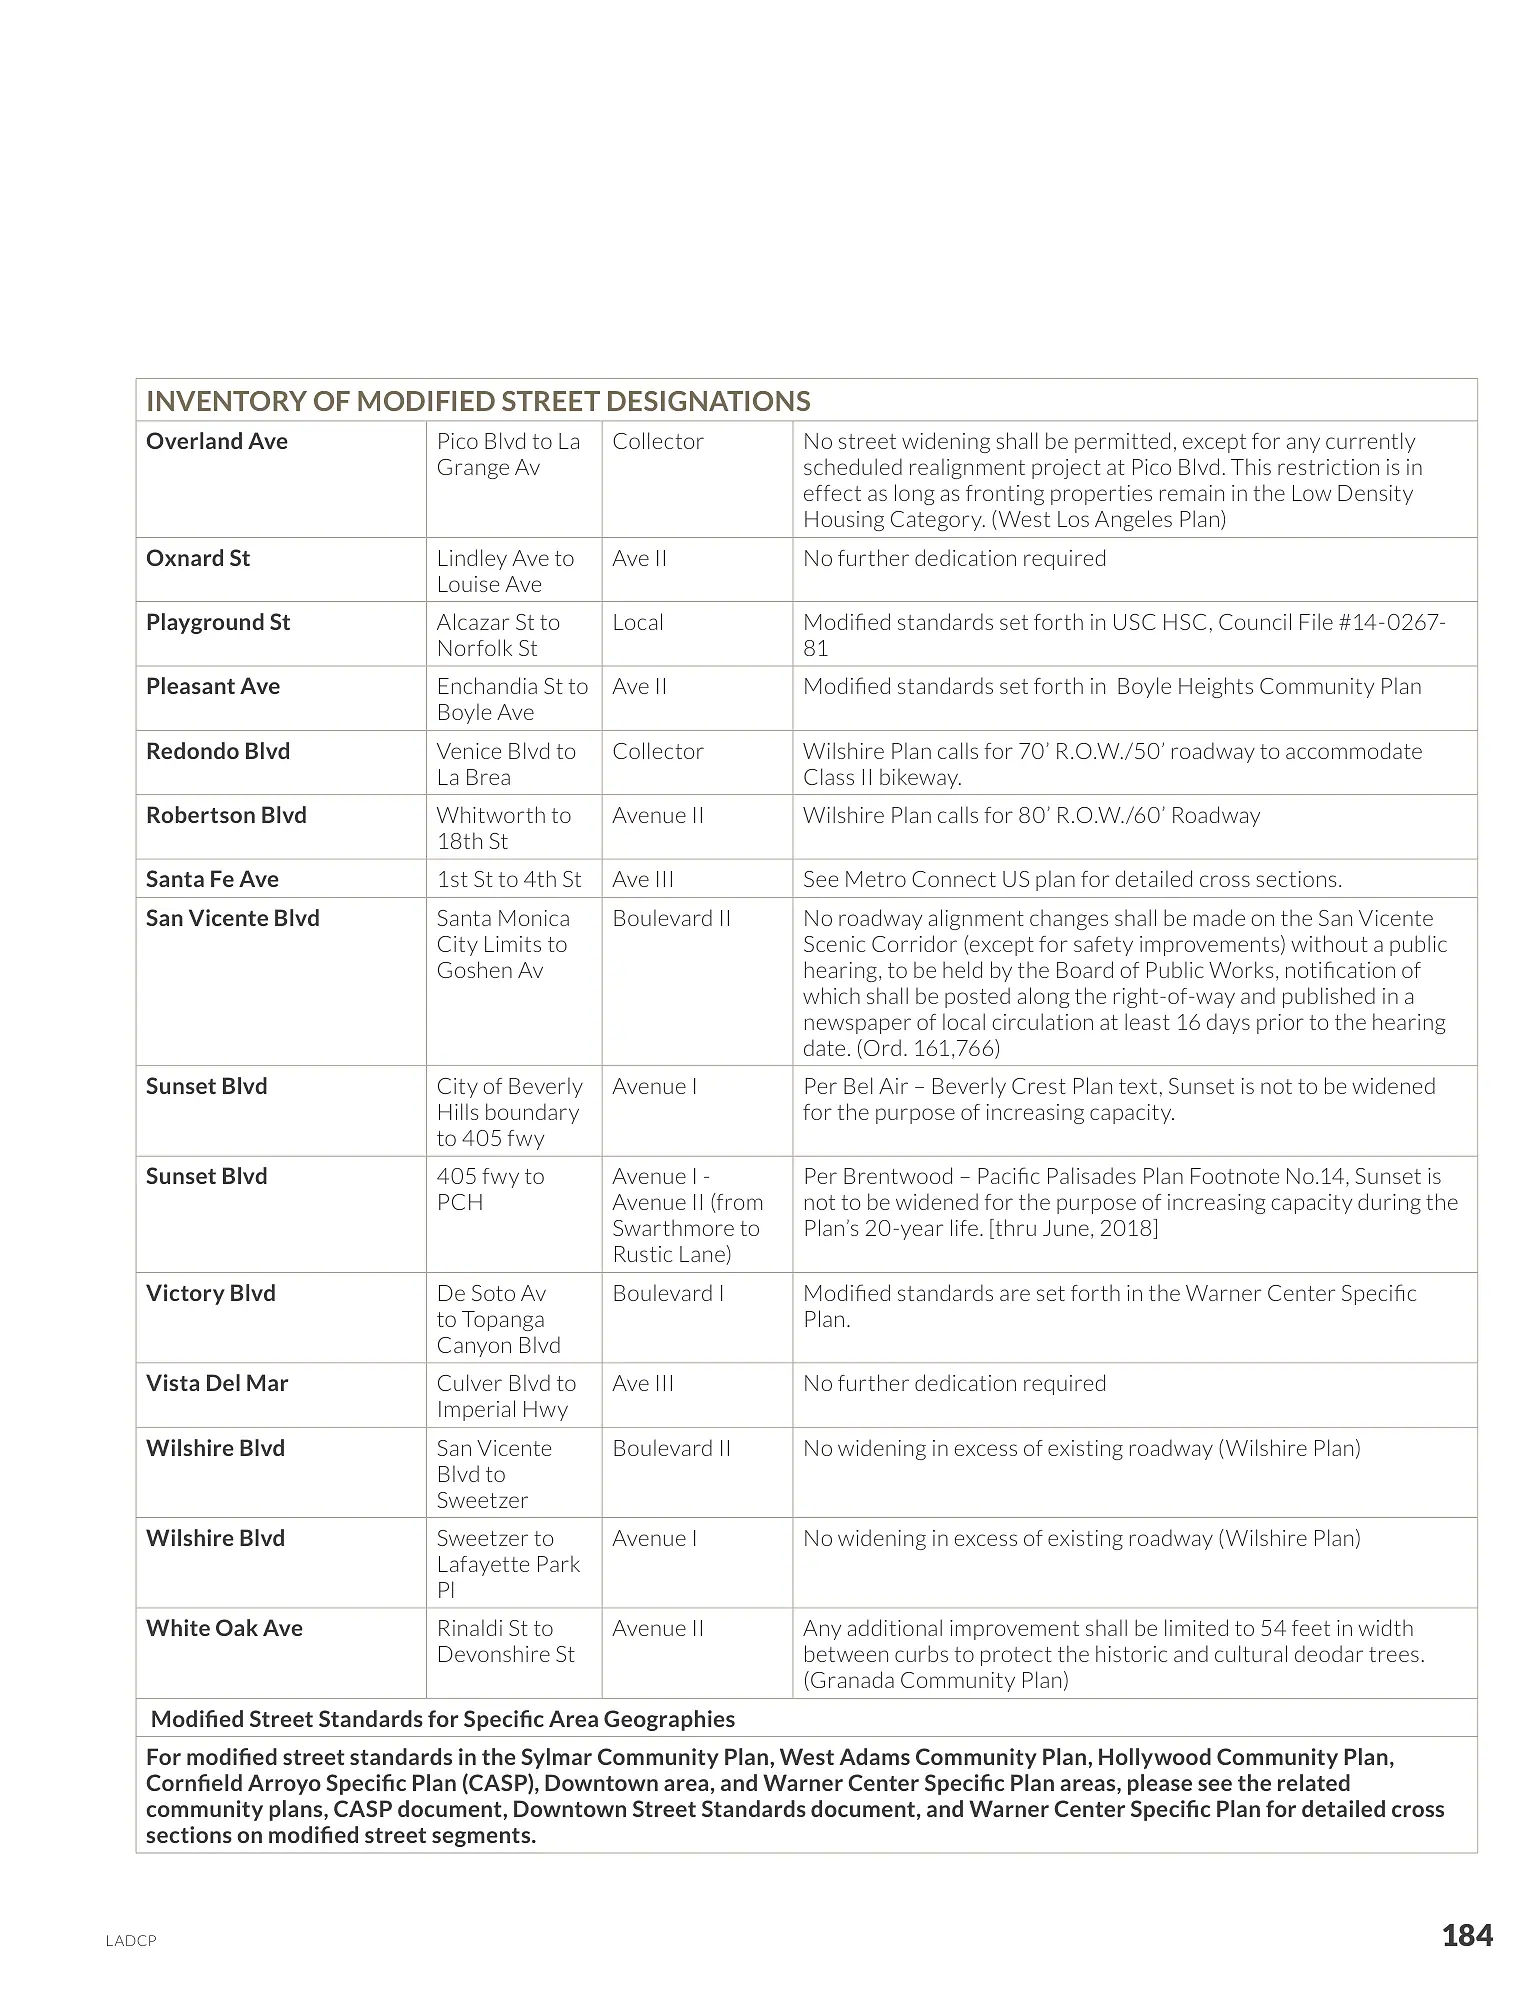 INVENTORY OF MODIFIED STREET DESIGNATIONS
Overland Ave
Pico Blvd to La
Grange Av
Collector
No street widening shall be permitted, except for any currently
scheduled realignment project at Pico Blvd. This restriction is in
effect as long as fronting properties remain in the Low Density
Housing Category. (West Los Angeles Plan)
Oxnard St
Lindley Ave to
Louise Ave
Ave II
No further dedication required
Playground St
Alcazar St to
Norfolk St
Local
Modified standards set forth in USC HSC, Council File #14-0267-
81
Pleasant Ave
Enchandia St to
Boyle Ave
Ave II
Modified standards set forth in  Boyle Heights Community Plan
Redondo Blvd
Venice Blvd to
La Brea
Collector
Wilshire Plan calls for 70’ R.O.W./50’ roadway to accommodate
Class II bikeway.
Robertson Blvd
Whitworth to
18th St
Avenue II
Wilshire Plan calls for 80’ R.O.W./60’ Roadway
Santa Fe Ave
1st St to 4th St
Ave III
See Metro Connect US plan for detailed cross sections.
San Vicente Blvd
Santa Monica
City Limits to
Goshen Av
Boulevard II
No roadway alignment changes shall be made on the San Vicente
Scenic Corridor (except for safety improvements) without a public
hearing, to be held by the Board of Public Works, notification of
which shall be posted along the right-of-way and published in a
newspaper of local circulation at least 16 days prior to the hearing
date. (Ord. 161,766)
Sunset Blvd
City of Beverly
Hills boundary
to 405 fwy
Avenue I
Per Bel Air – Beverly Crest Plan text, Sunset is not to be widened
for the purpose of increasing capacity.
Sunset Blvd
405 fwy to
PCH
Avenue I -
Avenue II (from
Swarthmore to
Rustic Lane)
Per Brentwood – Pacific Palisades Plan Footnote No.14, Sunset is
not to be widened for the purpose of increasing capacity during the
Plan’s 20-year life. [thru June, 2018]
Victory Blvd
De Soto Av
to Topanga
Canyon Blvd
Boulevard I
Modified standards are set forth in the Warner Center Specific
Plan.
Vista Del Mar
Culver Blvd to
Imperial Hwy
Ave III
No further dedication required
Wilshire Blvd
San Vicente
Blvd to
Sweetzer
Boulevard II
No widening in excess of existing roadway (Wilshire Plan)
Wilshire Blvd
Sweetzer to
Lafayette Park
Pl
Avenue I
No widening in excess of existing roadway (Wilshire Plan)
White Oak Ave
Rinaldi St to
Devonshire St
Avenue II
Any additional improvement shall be limited to 54 feet in width
between curbs to protect the historic and cultural deodar trees.
(Granada Community Plan)
Modified Street Standards for Specific Area Geographies
For modified street standards in the Sylmar Community Plan, West Adams Community Plan, Hollywood Community Plan,
Cornfield Arroyo Specific Plan (CASP), Downtown area, and Warner Center Specific Plan areas, please see the related
community plans, CASP document, Downtown Street Standards document, and Warner Center Specific Plan for detailed cross
sections on modified street segments.
LADCP
184